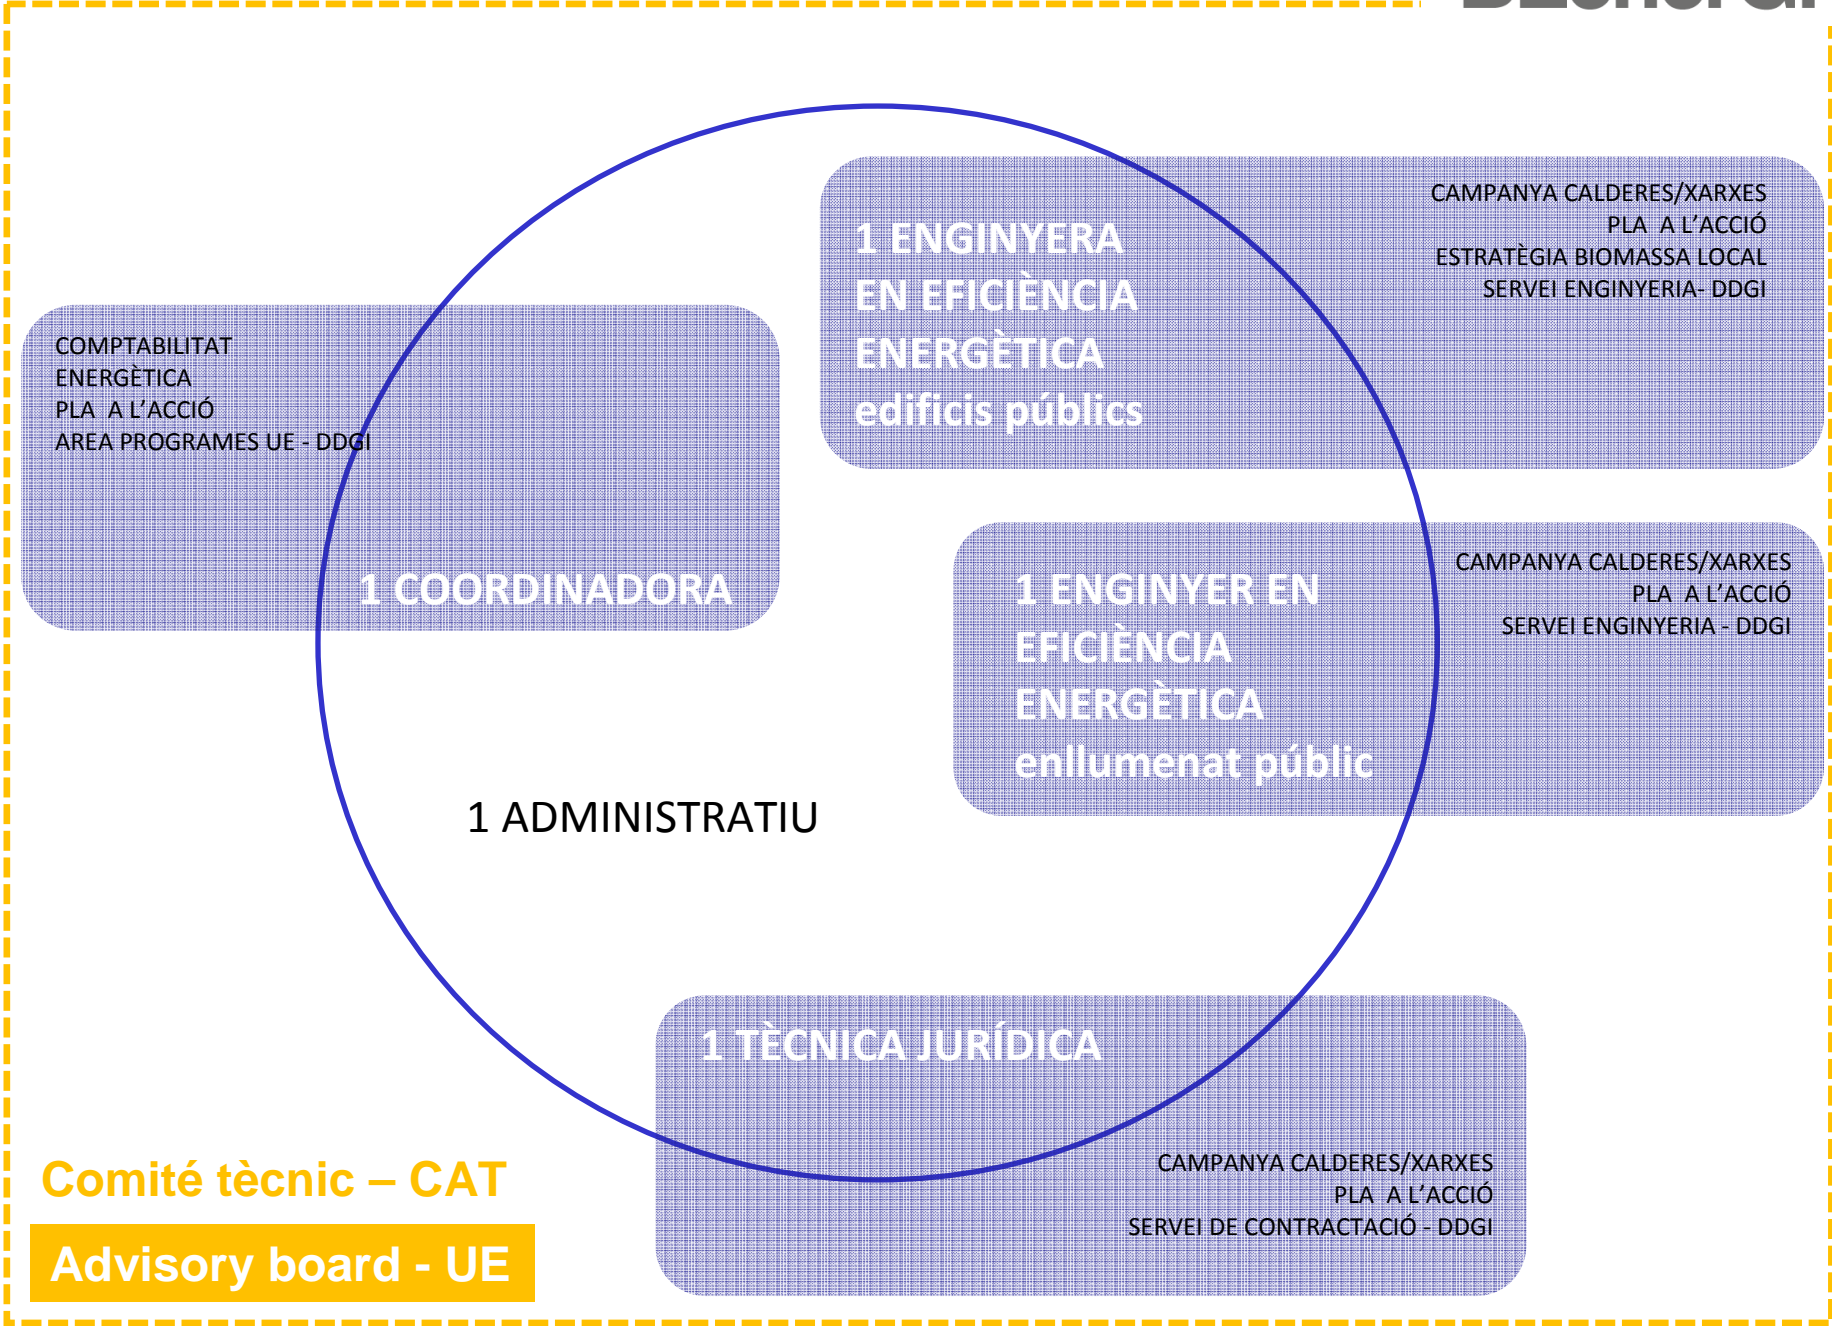 1 ENGINYERA
EN EFICIÈNCIA
ENERGÈTICA
edificis públics
CAMPANYA CALDERES/XARXES
PLA A L'ACCIÓ
ESTRATÈGIA BIOMASSA LOCAL
SERVEI ENGINYERIA- DDGI
COMPTABILITAT
ENERGÈTICA
PLA A L'ACCIÓ
AREA PROGRAMES UE - DDGI
1 COORDINADORA
1 ENGINYER EN
EFICIÈNCIA
ENERGÈTICA
enllumenat públic
CAMPANYA CALDERES/XARXES
PLA A L'ACCIÓ
SERVEI ENGINYERIA - DDGI
1 ADMINISTRATIU
1 TÈCNICA JURÍDICA
CAMPANYA CALDERES/XARXES
PLA A L'ACCIÓ
SERVEI DE CONTRACTACIÓ - DDGI
Comité tècnic – CAT
Advisory board - UE